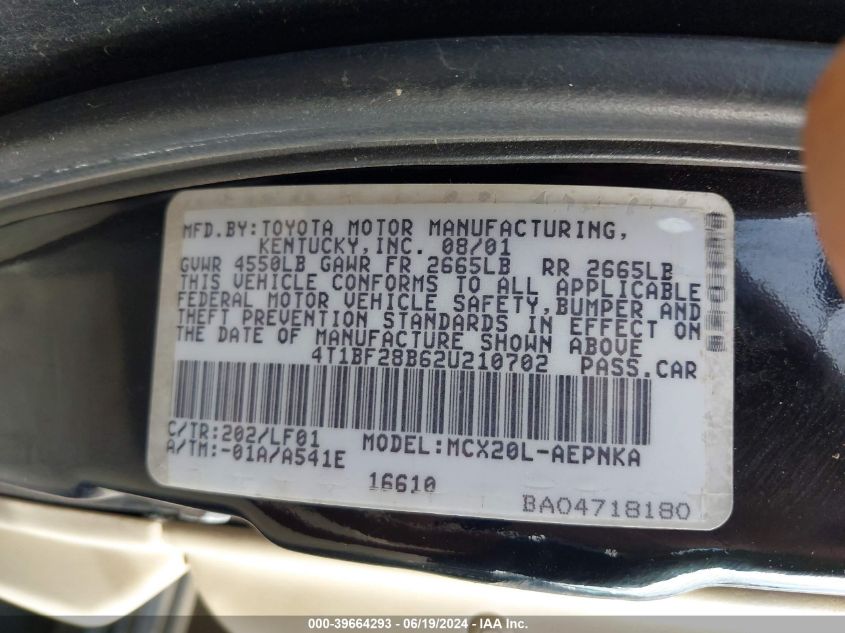 MFD.BY:TOYOTA MOTOR MANUFACTURING,
KENTUCKY,INC. 08/01
GVWR 4550LB GAWR FR 2665LB RR 2665LB
THIS VEHICLE CONFORMS TO ALL APPLICABLE
FEDERAL MOTOR VEHICLE SAFETY,BUMPER AND
THEFT PREVENTION STANDARDS IN EFFECT ON
THE DATE OF MANUFACTURE SHOWN ABOVE
4T1BF28B62U210702 PASS.CAR
C/TR:202/LF01 MODEL:MCX20L-AEPNKA
A/TM:-01A/A541E
16610 BA04718180
000-39664293 - 06/19/2024 - IAA Inc.